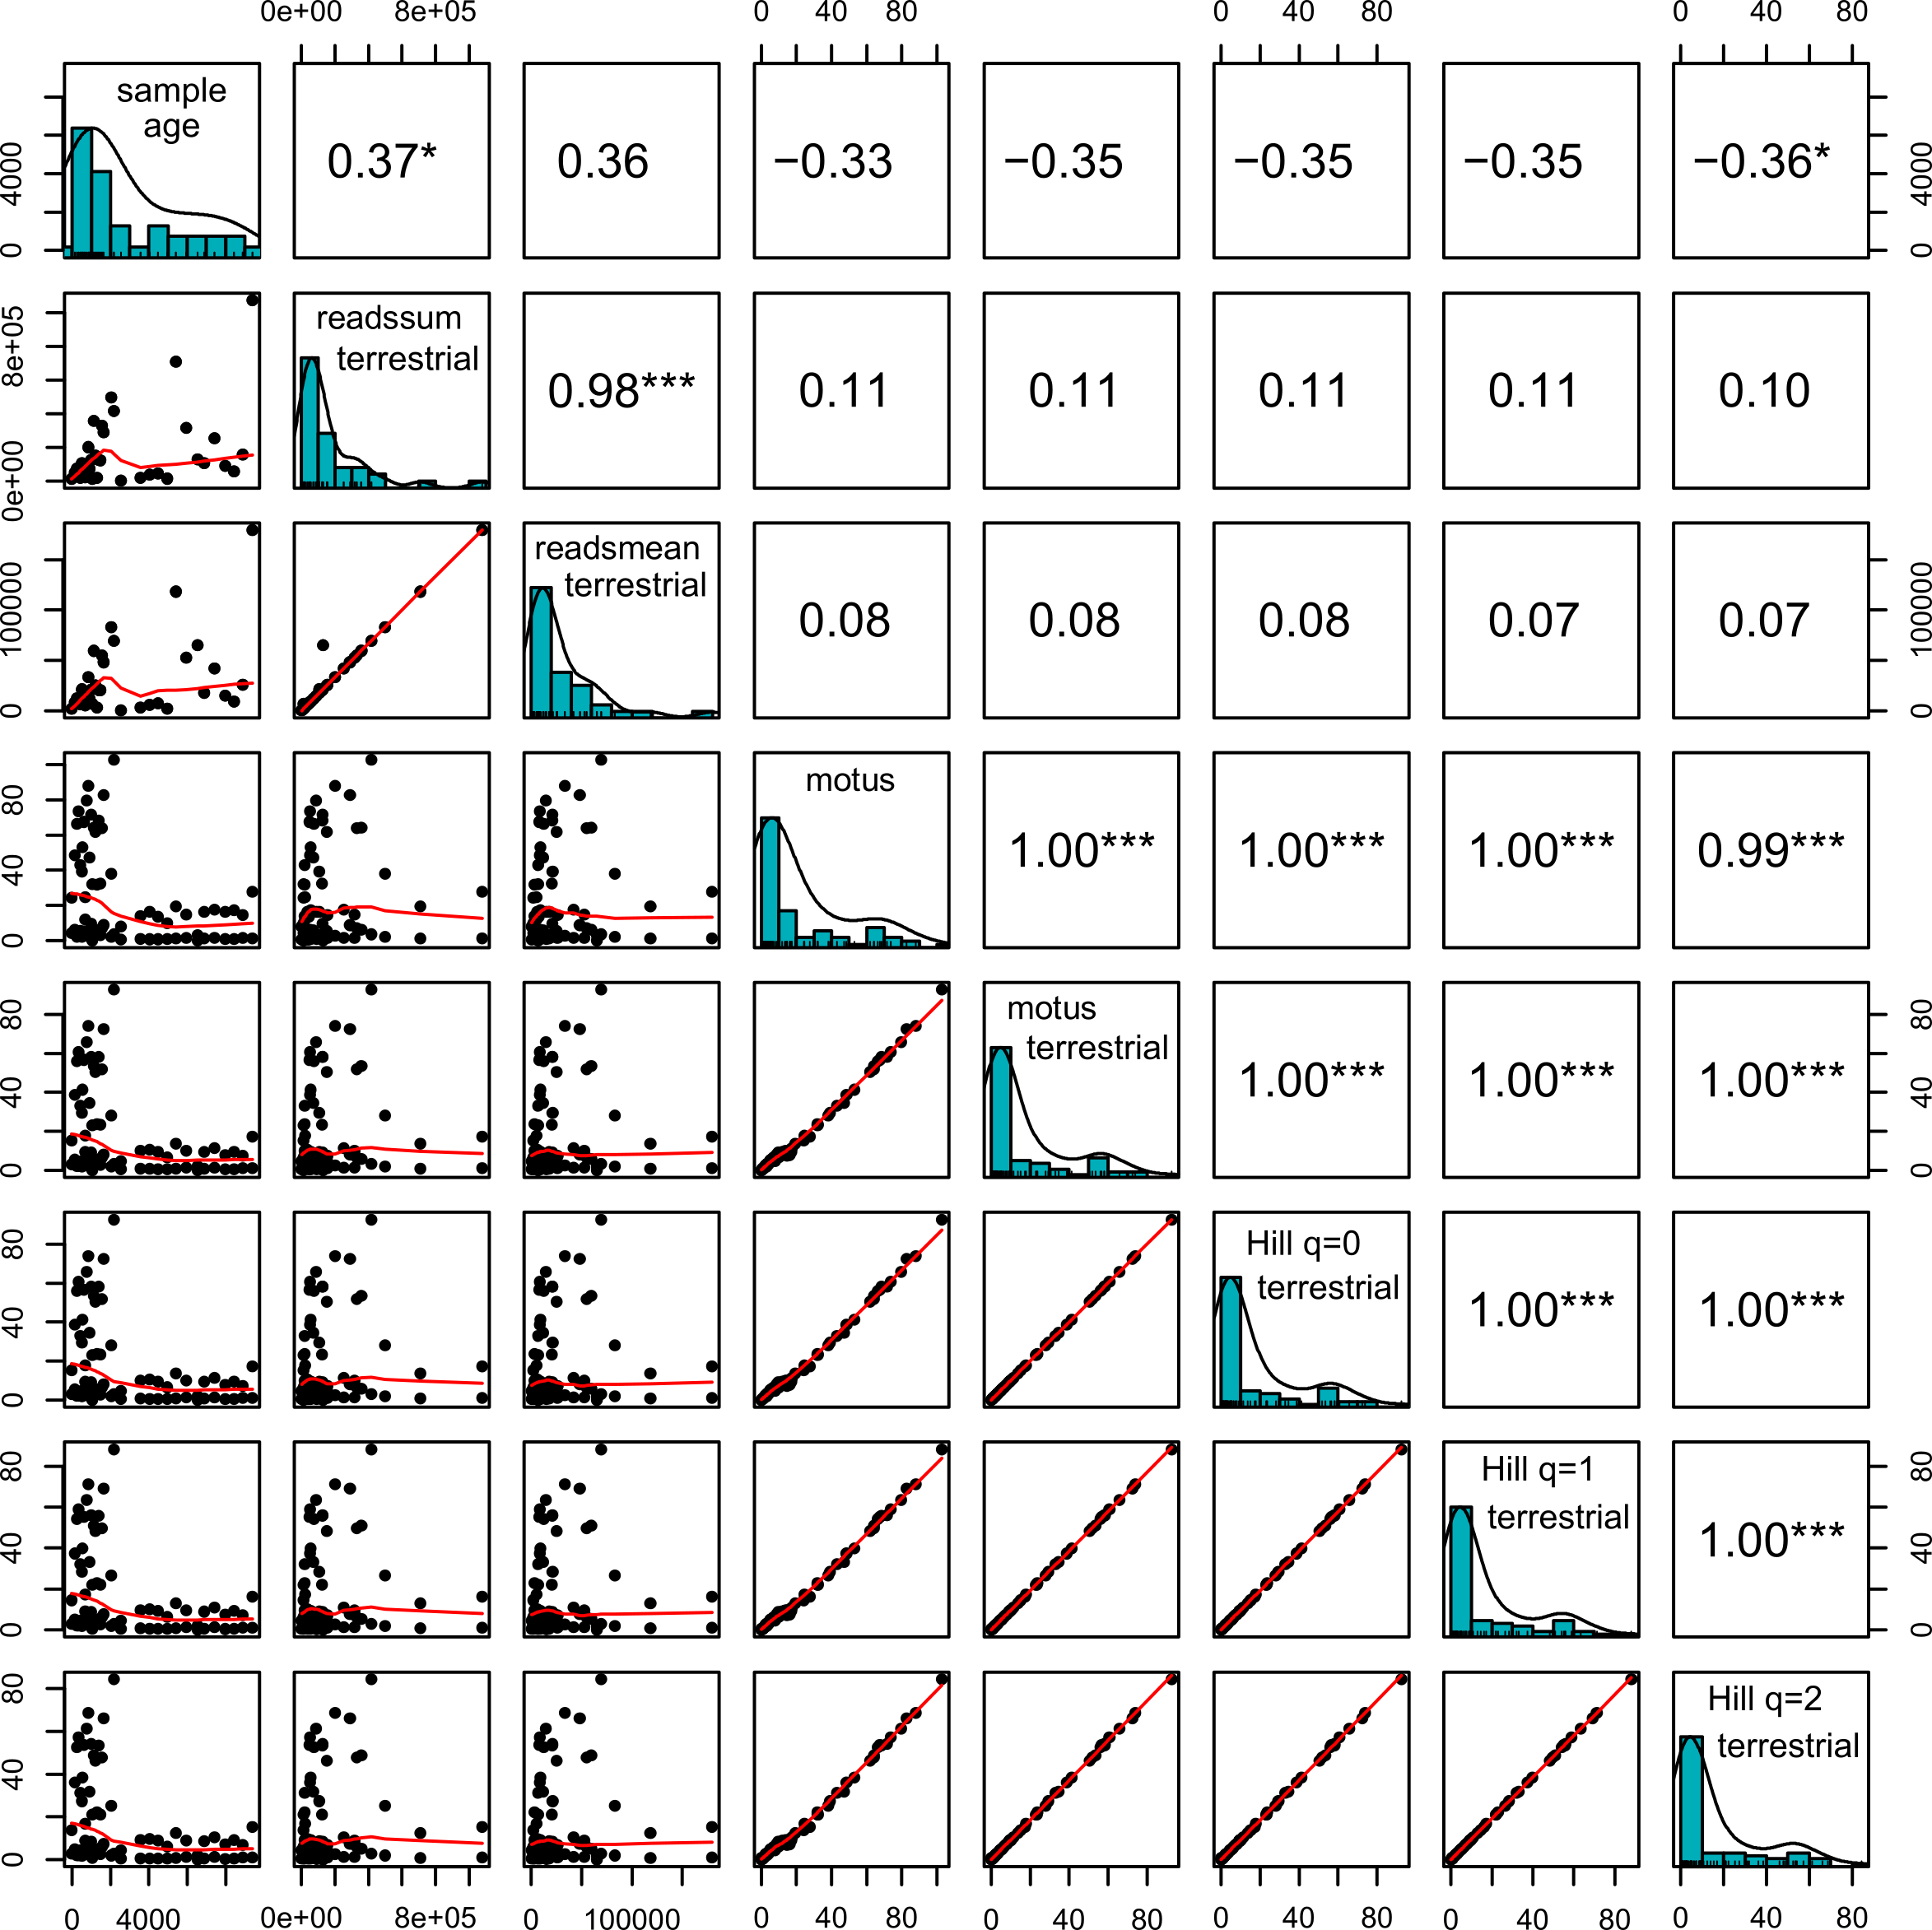 0e+00 8e+05 0 40 80 0 40 80 0 40 80
sample
age
0.37* 0.36 −0.33 −0.35 −0.35 −0.35 −0.36*
0 4000
0 4000
readssum
terrestrial
0.98*** 0.11 0.11 0.11 0.11 0.10
0e+00 8e+05
readsmean
terrestrial
0.08 0.08 0.08 0.07 0.07
0 100000
0 100000
motus
1.00*** 1.00*** 1.00*** 0.99***
0 40 80
motus
terrestrial
1.00*** 1.00*** 1.00***
0 40 80
0 40 80
Hill q=0
terrestrial
1.00*** 1.00***
0 40 80
Hill q=1
terrestrial
1.00***
0 40 80
0 40 80
Hill q=2
terrestrial
0 40 80
0 4000 0e+00 8e+05 0 100000 0 40 80 0 40 80 0 40 80 0 40 80 0 40 80